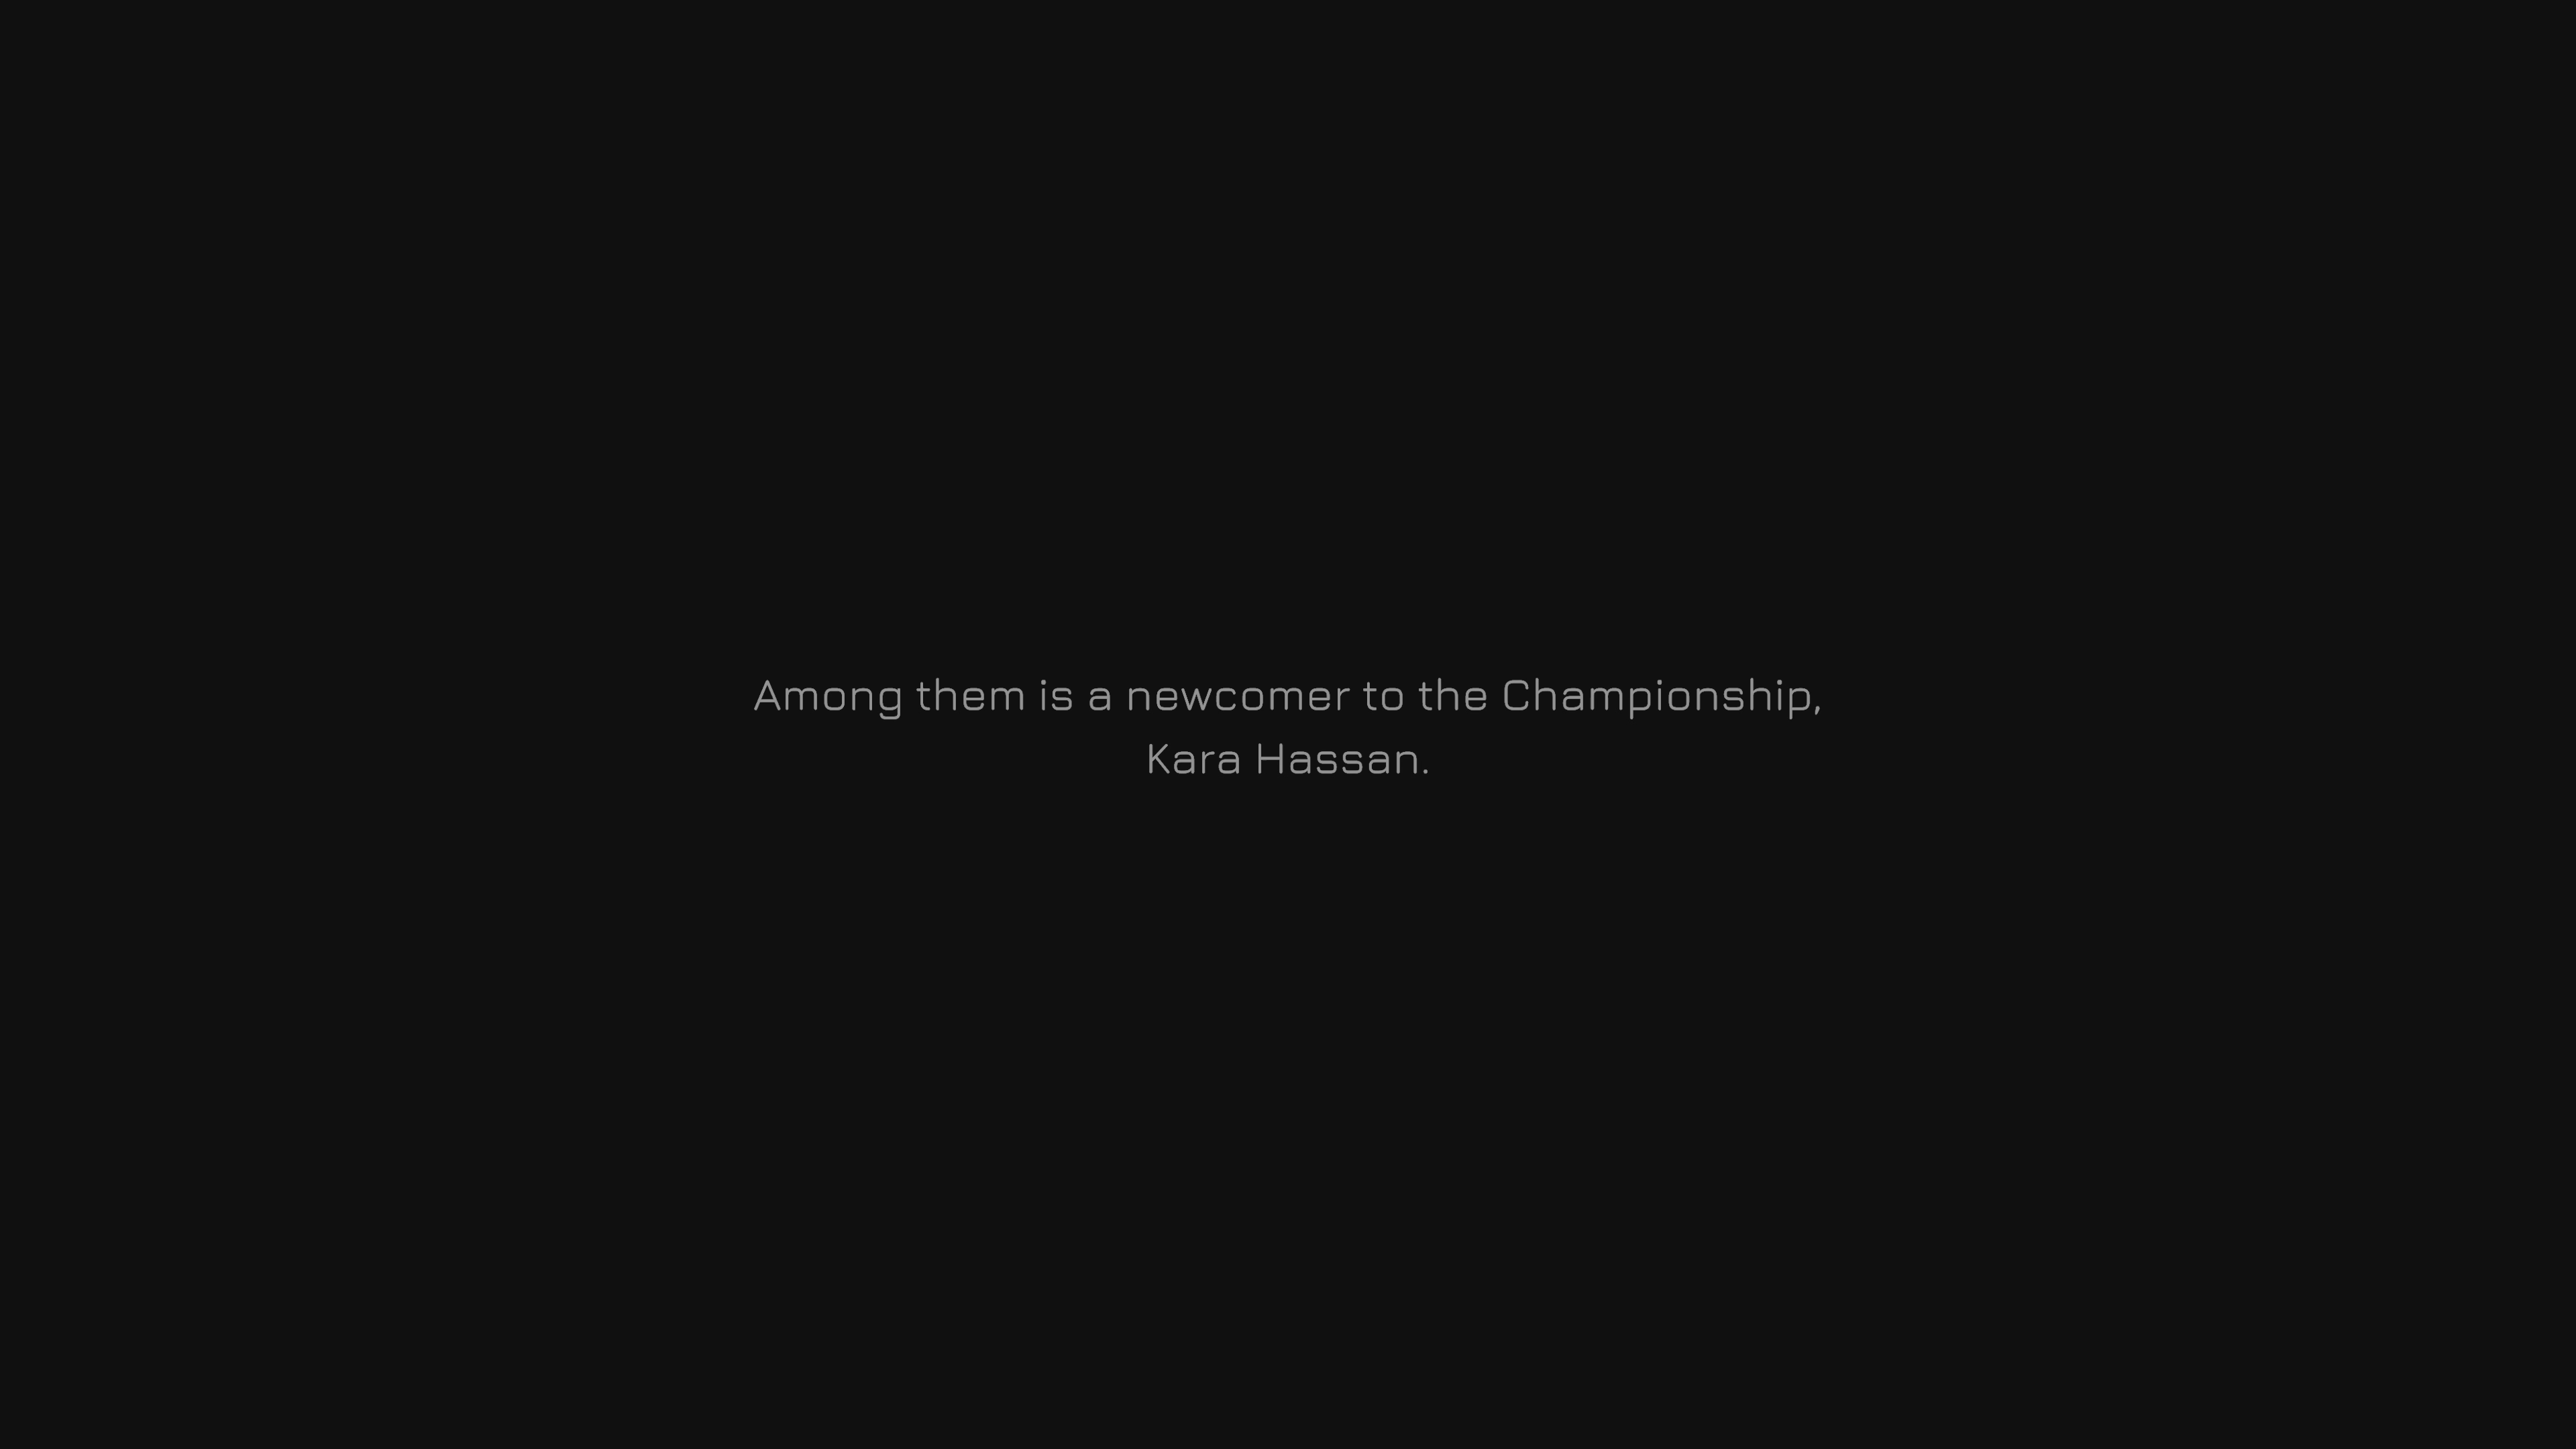 Among them is a newcomer to the Championship,
Kara Hassan.